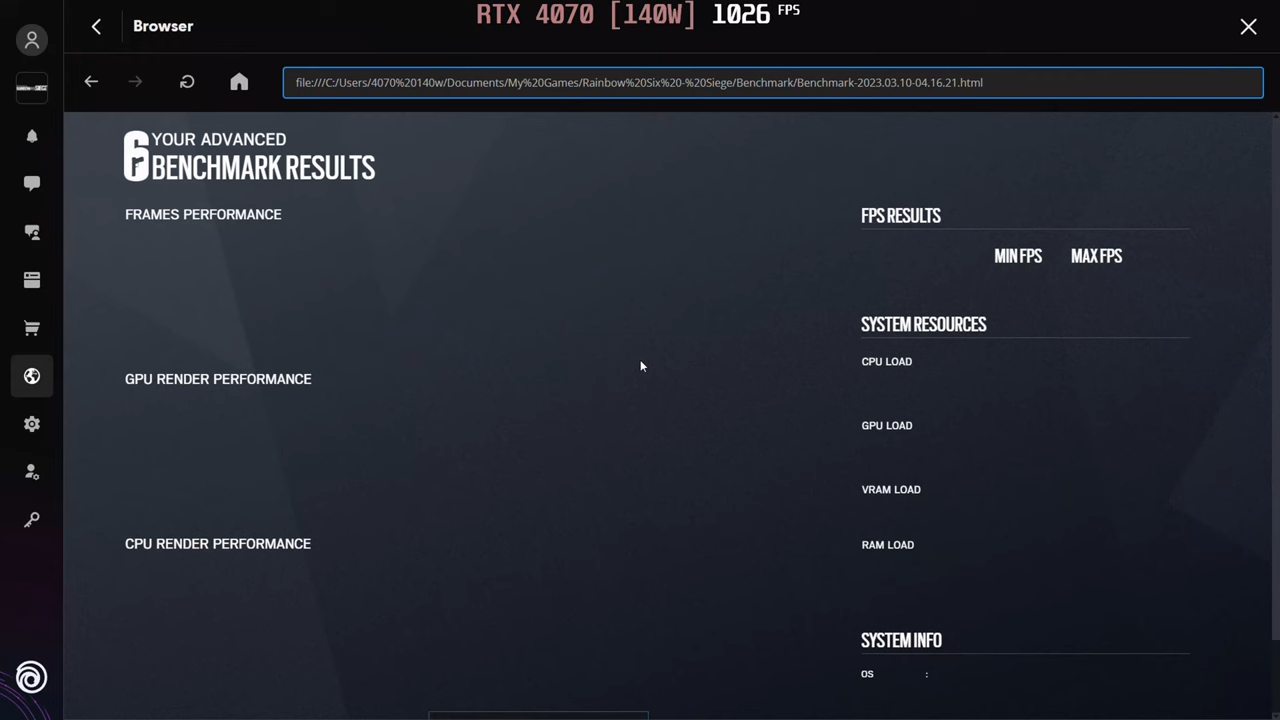 RTX 4070 [140W] 1026 FPS
Browser
file:///C:/Users/4070%20140w/Documents/My%20Games/Rainbow%20Six%20-%20Siege/Benchmark/Benchmark-2023.03.10-04.16.21.html
6 YOUR ADVANCED
BENCHMARK RESULTS
FRAMES PERFORMANCE
GPU RENDER PERFORMANCE
CPU RENDER PERFORMANCE
FPS RESULTS
MIN FPS MAX FPS
SYSTEM RESOURCES
CPU LOAD
GPU LOAD
VRAM LOAD
RAM LOAD
SYSTEM INFO
OS :